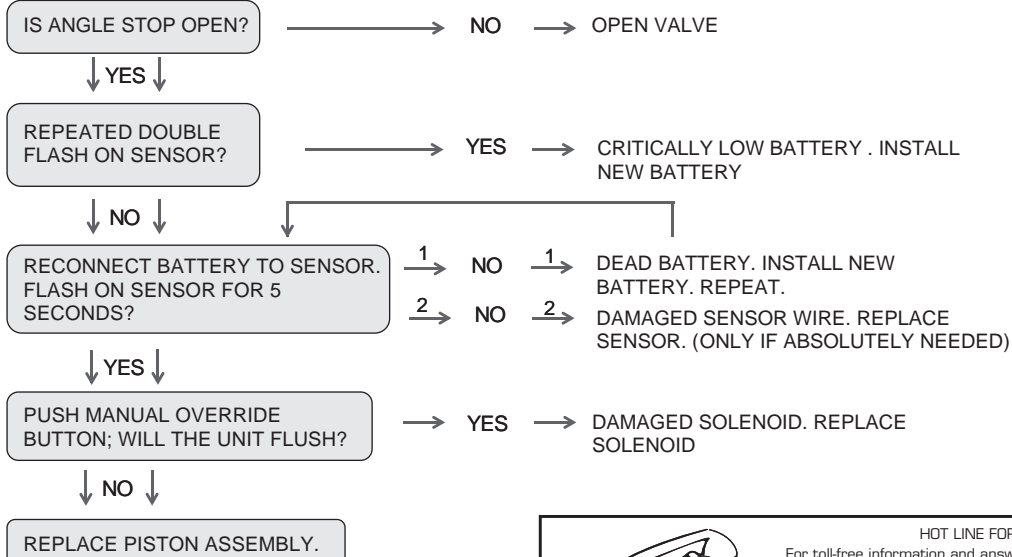 IS ANGLE STOP OPEN?
NO
OPEN VALVE
YES
REPEATED DOUBLE
FLASH ON SENSOR?
YES
CRITICALLY LOW BATTERY . INSTALL
NEW BATTERY
NO
RECONNECT BATTERY TO SENSOR.
FLASH ON SENSOR FOR 5
SECONDS?
1 NO 1
DEAD BATTERY. INSTALL NEW
BATTERY. REPEAT.
2 NO 2
DAMAGED SENSOR WIRE. REPLACE
SENSOR. (ONLY IF ABSOLUTELY NEEDED)
YES
PUSH MANUAL OVERRIDE
BUTTON; WILL THE UNIT FLUSH?
YES
DAMAGED SOLENOID. REPLACE
SOLENOID
NO
REPLACE PISTON ASSEMBLY.
HOT LINE FOR
For toll-free information and answ